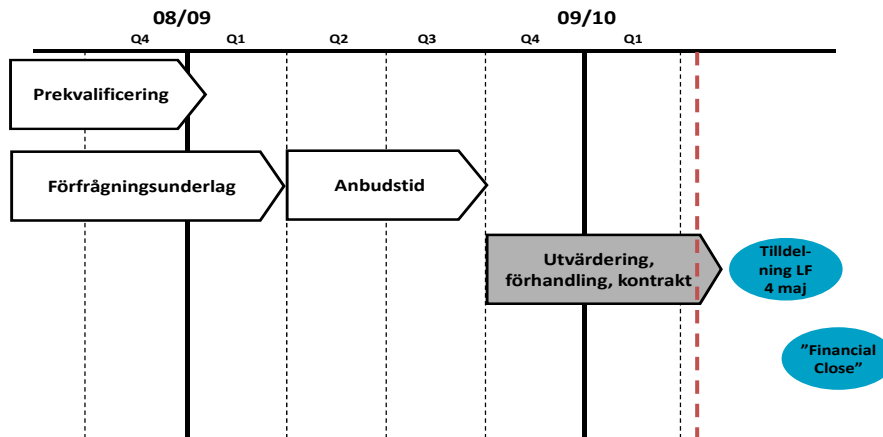 08/09
09/10
Q4
Q1
Q2
Q3
Q4
Q1
Prekvalificering
Förfrågningsunderlag
Anbudstid
Utvärdering,
förhandling, kontrakt
Tilldel-
ning LF
4 maj
”Financial
Close”